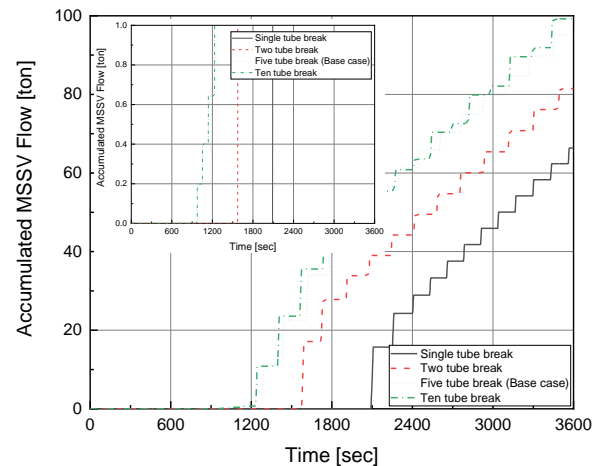 100
80
60
40
20
0
Accumulated MSSV Flow [ton]
0 600 1200 1800 2400 3000 3600
Time [sec]
1.0
0.8
0.6
0.4
0.2
0.0
Accumulated MSSV Flow [ton]
0 600 1200 1800 2400 3000 3600
Time [sec]
Single tube break
Two tube break
Five tube break (Base case)
Ten tube break
Single tube break
Two tube break
Five tube break (Base case)
Ten tube break